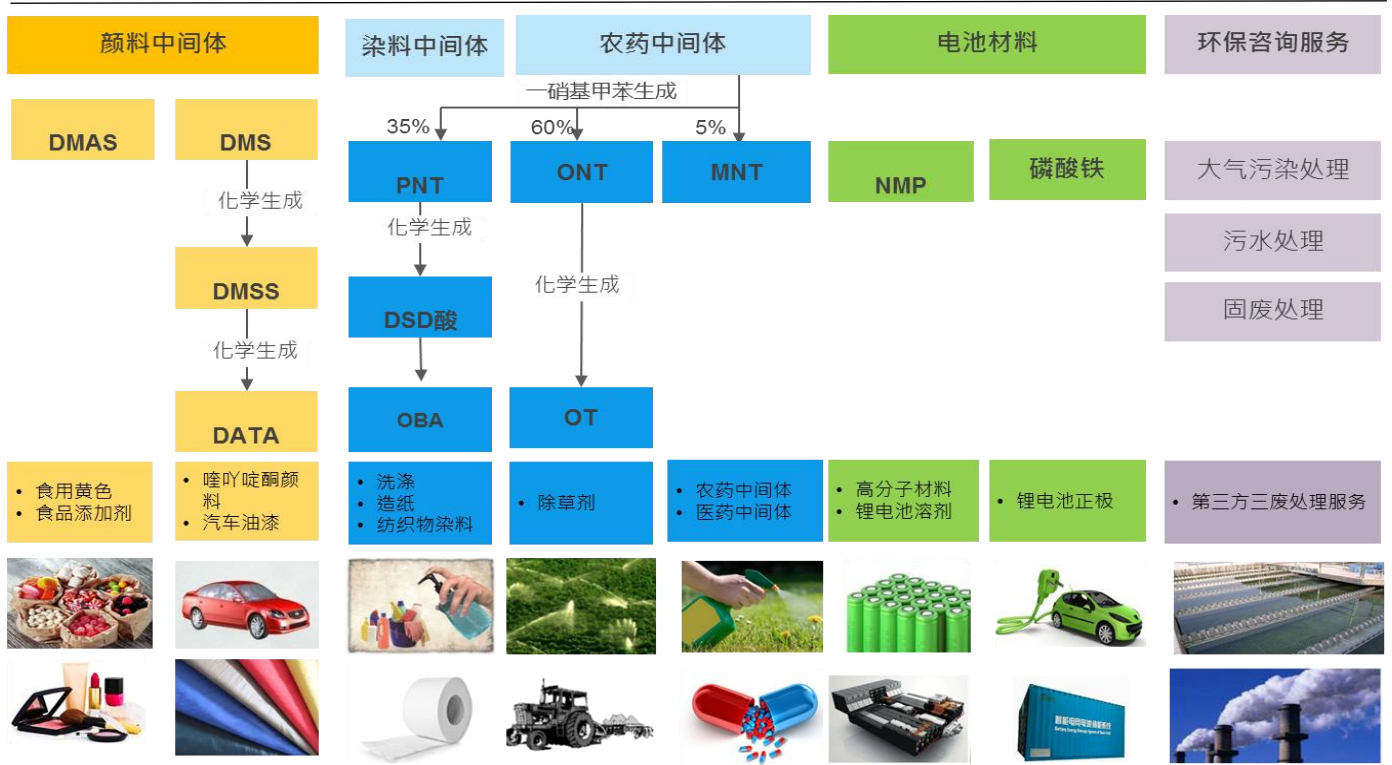 颜料中间体
染料中间体
农药中间体
电池材料
环保咨询服务
一硝基甲苯生成
35%
60%
5%
DMAS
DMS
PNT
ONT
MNT
NMP
磷酸铁
大气污染处理
化学生成
化学生成
污水处理
DMSS
DSD酸
化学生成
固废处理
化学生成
DATA
OBA
OT
• 食用黄色
• 食品添加剂
• 喹吖啶酮颜
料
• 汽车油漆
• 洗涤
• 造纸
• 纺织物染料
• 除草剂
• 农药中间体
• 医药中间体
• 高分子材料
• 锂电池溶剂
• 锂电池正极
• 第三方三废处理服务